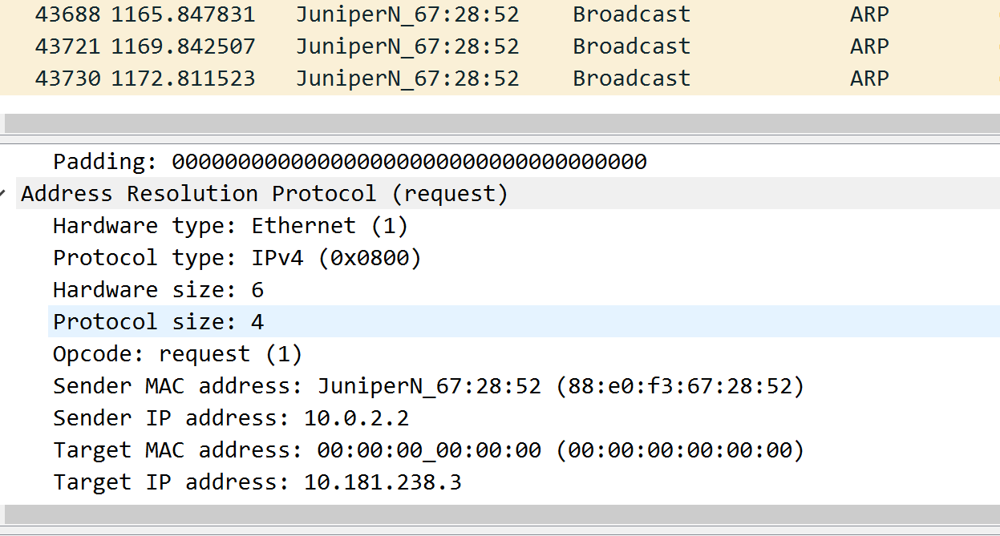 43688 1165.847831 JuniperN_67:28:52 Broadcast ARP
43721 1169.842507 JuniperN_67:28:52 Broadcast ARP
43730 1172.811523 JuniperN_67:28:52 Broadcast ARP
Padding: 000000000000000000000000000000000000
Address Resolution Protocol (request)
Hardware type: Ethernet (1)
Protocol type: IPv4 (0x0800)
Hardware size: 6
Protocol size: 4
Opcode: request (1)
Sender MAC address: JuniperN_67:28:52 (88:e0:f3:67:28:52)
Sender IP address: 10.0.2.2
Target MAC address: 00:00:00_00:00:00 (00:00:00:00:00:00)
Target IP address: 10.181.238.3